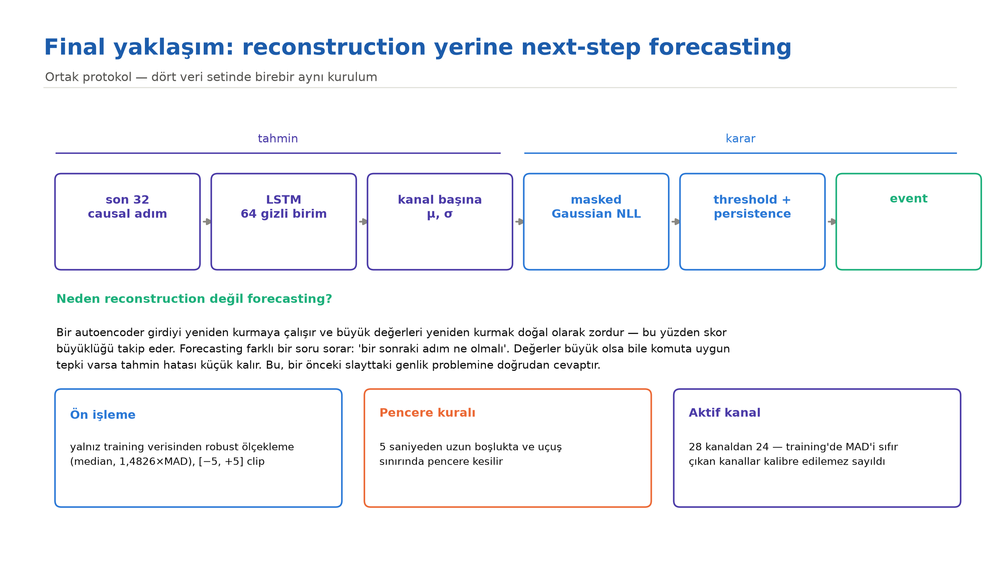 Final yaklaşım: reconstruction yerine next-step forecasting
Ortak protokol — dört veri setinde birebir aynı kurulum
tahmin
karar
son 32
causal adım
LSTM
64 gizli birim
kanal başına
μ, σ
masked
Gaussian NLL
threshold +
persistence
event
Neden reconstruction değil forecasting?
Bir autoencoder girdiyi yeniden kurmaya çalışır ve büyük değerleri yeniden kurmak doğal olarak zordur — bu yüzden skor
büyüklüğü takip eder. Forecasting farklı bir soru sorar: 'bir sonraki adım ne olmalı'. Değerler büyük olsa bile komuta uygun
tepki varsa tahmin hatası küçük kalır. Bu, bir önceki slayttaki genlik problemine doğrudan cevaptır.
Ön işleme
yalnız training verisinden robust ölçekleme
(median, 1,4826×MAD), [−5, +5] clip
Pencere kuralı
5 saniyeden uzun boşlukta ve uçuş
sınırında pencere kesilir
Aktif kanal
28 kanaldan 24 — training'de MAD'i sıfır
çıkan kanallar kalibre edilemez sayıldı